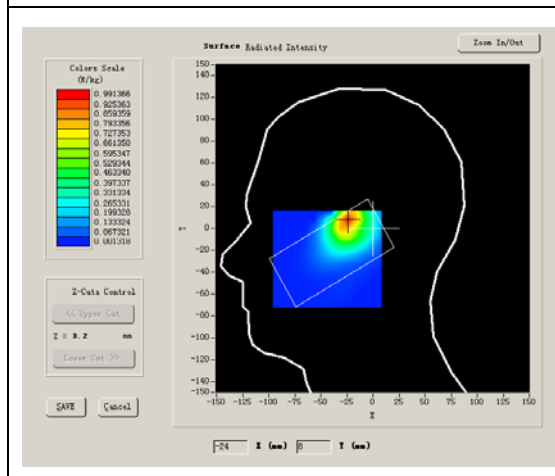 Surface Radiated Intensity
Zoom In/Out
Colors Scale
(W/kg)
0.991366
0.925363
0.859359
0.793356
0.727353
0.661350
0.595347
0.529344
0.463340
0.397337
0.331334
0.265331
0.199328
0.133324
0.067321
0.001318
150
140
120
100
80
60
40
20
0
-20
-40
-60
-80
-100
-120
-140
-150
Y
-150 -125 -100 -75 -50 -25 0 25 50 75 100 125 150
X
Z-Cuts Control
<< Upper Cut
Z = 0.2 mm
Lower Cut >>
SAVE
Cancel
-24 X (mm) 8 Y (mm)